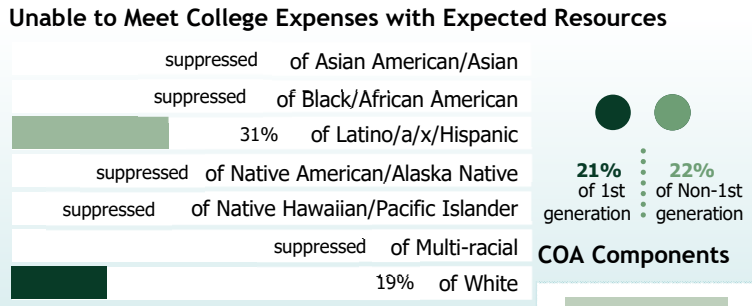 Unable to Meet College Expenses with Expected Resources
suppressed of Asian American/Asian
suppressed of Black/African American
31% of Latino/a/x/Hispanic
suppressed of Native American/Alaska Native
suppressed of Native Hawaiian/Pacific Islander
suppressed of Multi-racial
19% of White
21% 22%
of 1st of Non-1st
generation generation
COA Components